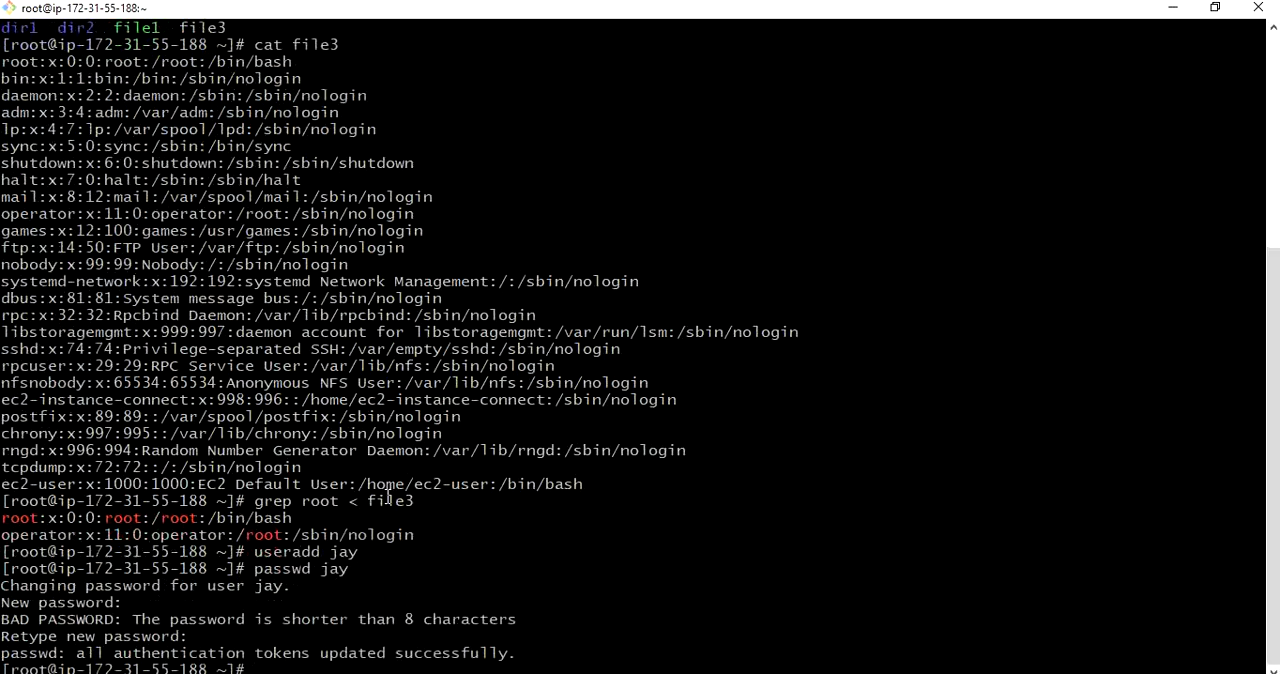 root@ip-172-31-55-188:~
dir1 dir2 file1 file3
[root@ip-172-31-55-188 ~]# cat file3
root:x:0:0:root:/root:/bin/bash
bin:x:1:1:bin:/bin:/sbin/nologin
daemon:x:2:2:daemon:/sbin:/sbin/nologin
adm:x:3:4:adm:/var/adm:/sbin/nologin
lp:x:4:7:lp:/var/spool/lpd:/sbin/nologin
sync:x:5:0:sync:/sbin:/bin/sync
shutdown:x:6:0:shutdown:/sbin:/sbin/shutdown
halt:x:7:0:halt:/sbin:/sbin/halt
mail:x:8:12:mail:/var/spool/mail:/sbin/nologin
operator:x:11:0:operator:/root:/sbin/nologin
games:x:12:100:games:/usr/games:/sbin/nologin
ftp:x:14:50:FTP User:/var/ftp:/sbin/nologin
nobody:x:99:99:Nobody:/:/sbin/nologin
systemd-network:x:192:192:systemd Network Management:/:/sbin/nologin
dbus:x:81:81:System message bus:/:/sbin/nologin
rpc:x:32:32:Rpcbind Daemon:/var/lib/rpcbind:/sbin/nologin
libstoragemgmt:x:999:997:daemon account for libstoragemgmt:/var/run/lsm:/sbin/nologin
sshd:x:74:74:Privilege-separated SSH:/var/empty/sshd:/sbin/nologin
rpcuser:x:29:29:RPC Service User:/var/lib/nfs:/sbin/nologin
nfsnobody:x:65534:65534:Anonymous NFS User:/var/lib/nfs:/sbin/nologin
ec2-instance-connect:x:998:996::/home/ec2-instance-connect:/sbin/nologin
postfix:x:89:89::/var/spool/postfix:/sbin/nologin
chrony:x:997:995::/var/lib/chrony:/sbin/nologin
rngd:x:996:994:Random Number Generator Daemon:/var/lib/rngd:/sbin/nologin
tcpdump:x:72:72::/:/sbin/nologin
ec2-user:x:1000:1000:EC2 Default User:/home/ec2-user:/bin/bash
[root@ip-172-31-55-188 ~]# grep root < file3
root:x:0:0:root:/root:/bin/bash
operator:x:11:0:operator:/root:/sbin/nologin
[root@ip-172-31-55-188 ~]# useradd jay
[root@ip-172-31-55-188 ~]# passwd jay
Changing password for user jay.
New password:
BAD PASSWORD: The password is shorter than 8 characters
Retype new password:
passwd: all authentication tokens updated successfully.
[root@ip-172-31-55-188 ~]#